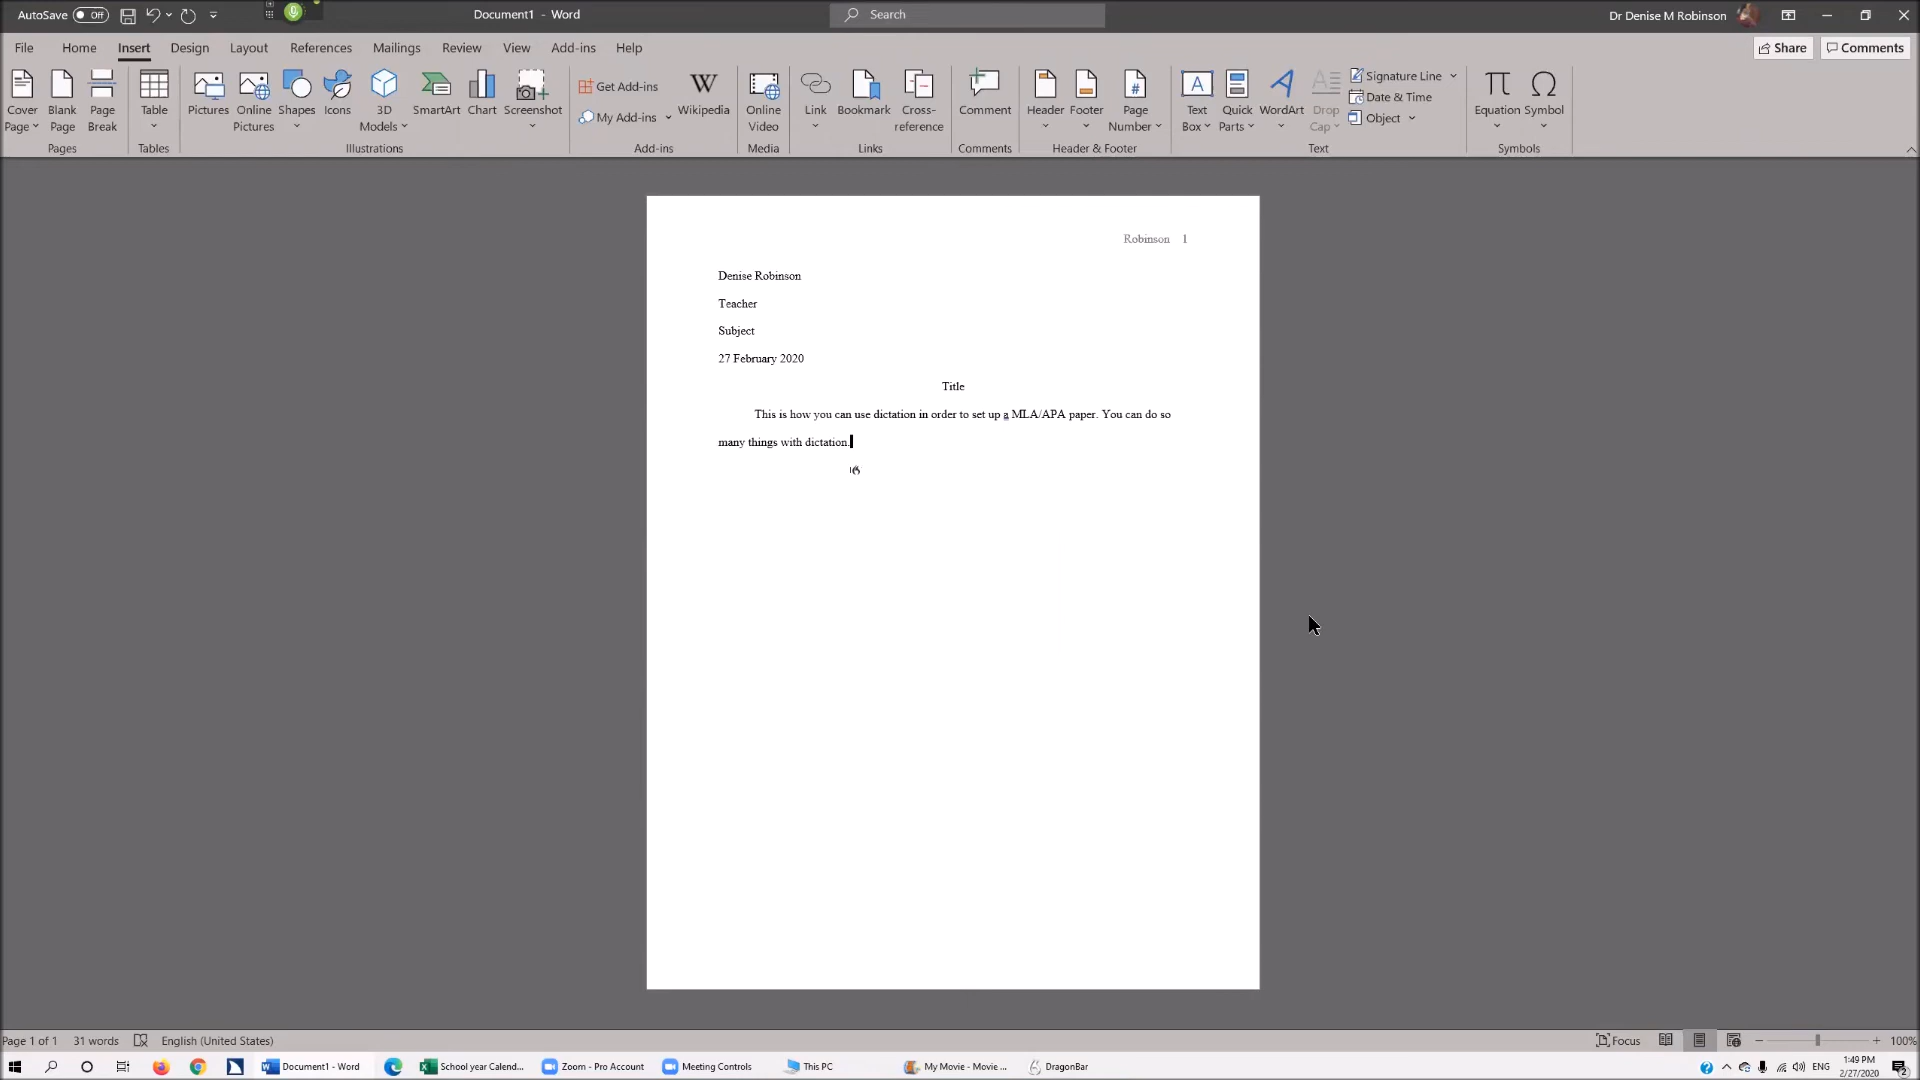 AutoSave Off Document1 - Word Search Dr Denise M Robinson
File Home Insert Design Layout References Mailings Review View Add-ins Help Share Comments
Cover Page Blank Page Page Break Table Pictures Online Pictures Shapes Icons 3D Models SmartArt Chart Screenshot Get Add-ins My Add-ins Wikipedia Online Video Link Bookmark Cross-reference Comment Header Footer Page Number Text Box Quick Parts WordArt Drop Cap Signature Line Date & Time Object Equation Symbol
Pages Tables Illustrations Add-ins Media Links Comments Header & Footer Text Symbols
Robinson 1
Denise Robinson
Teacher
Subject
27 February 2020
Title
This is how you can use dictation in order to set up a MLA/APA paper. You can do so
many things with dictation.
Page 1 of 1 31 words English (United States) Focus 100%
Document1 - Word School year Calend... Zoom - Pro Account Meeting Controls This PC My Movie - Movie ... DragonBar ENG 1:49 PM
2/27/2020 2